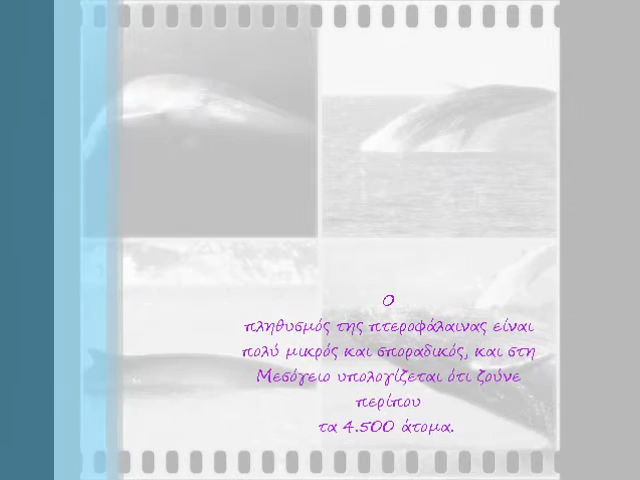 Ο
πληθυσμός της πτεροφάλαινας είναι
πολύ μικρός και σποραδικός, και στη
Μεσόγειο υπολογίζεται ότι ζούνε
περίπου
τα 4.500 άτομα.